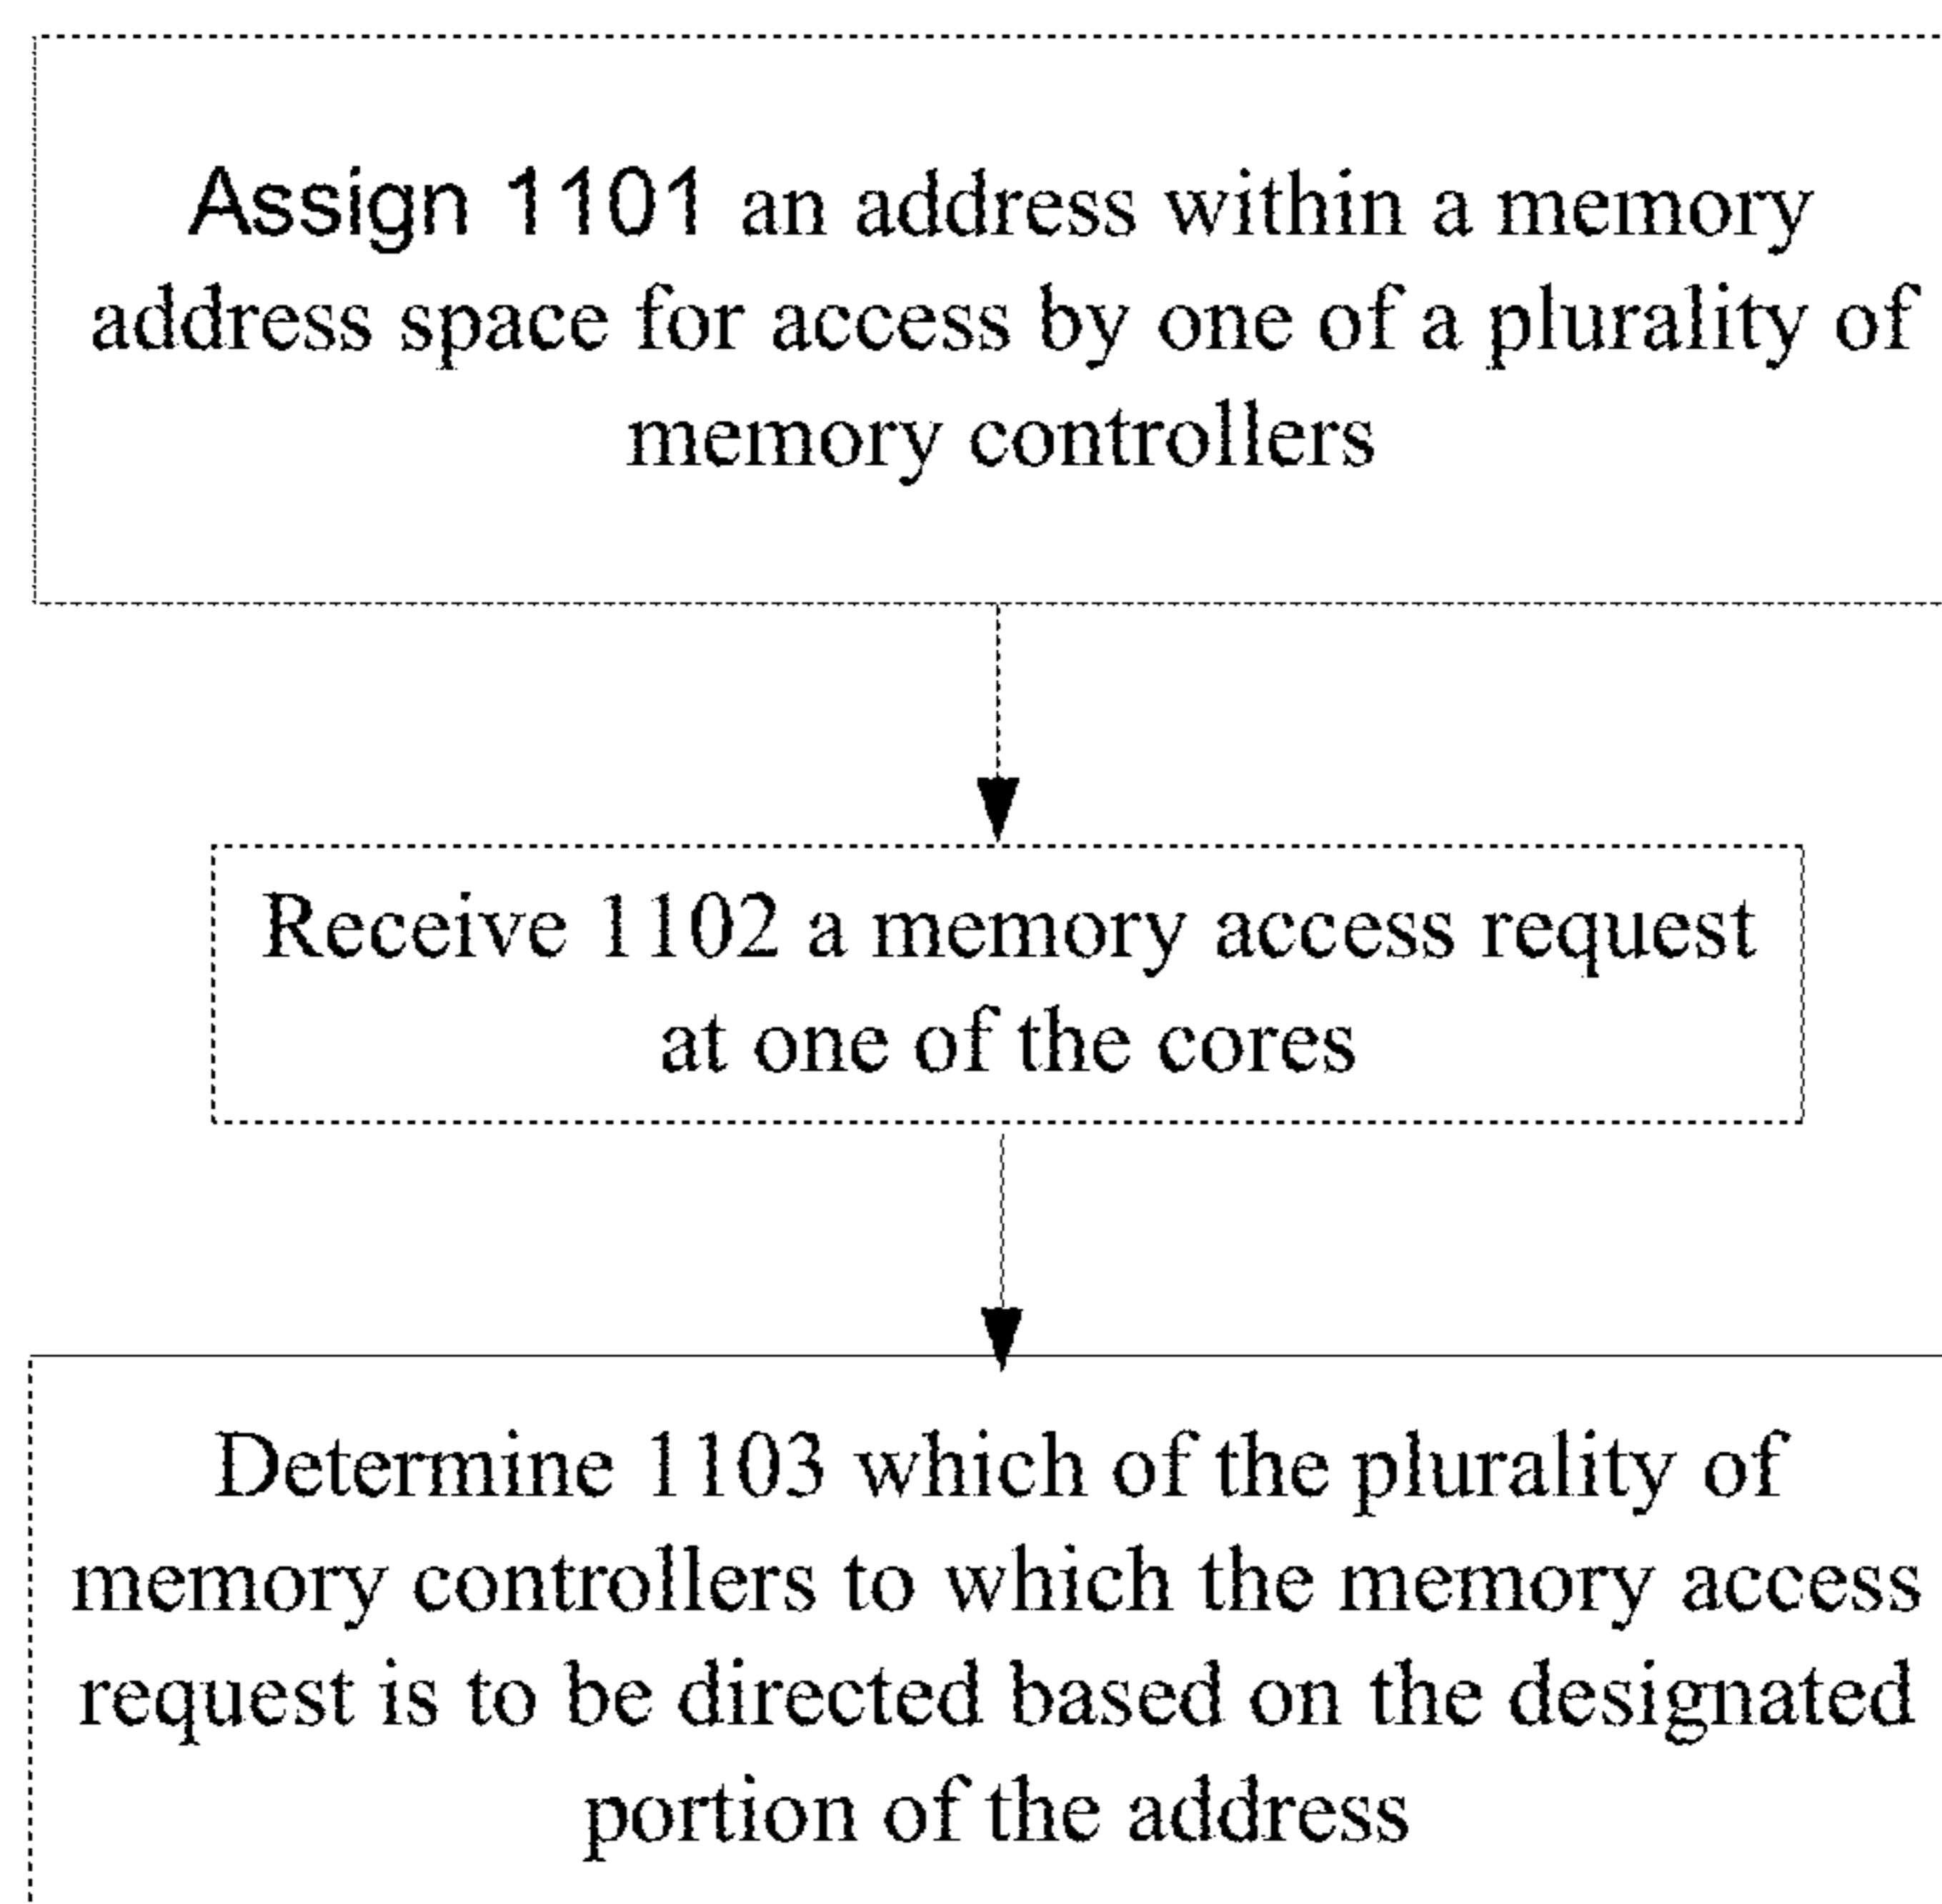 Assign 1101 an address within a memory
address space for access by one of a plurality of
memory controllers
Receive 1102 a memory access request
at one of the cores
Determine 1103 which of the plurality of
memory controllers to which the memory access
request is to be directed based on the designated
portion of the address